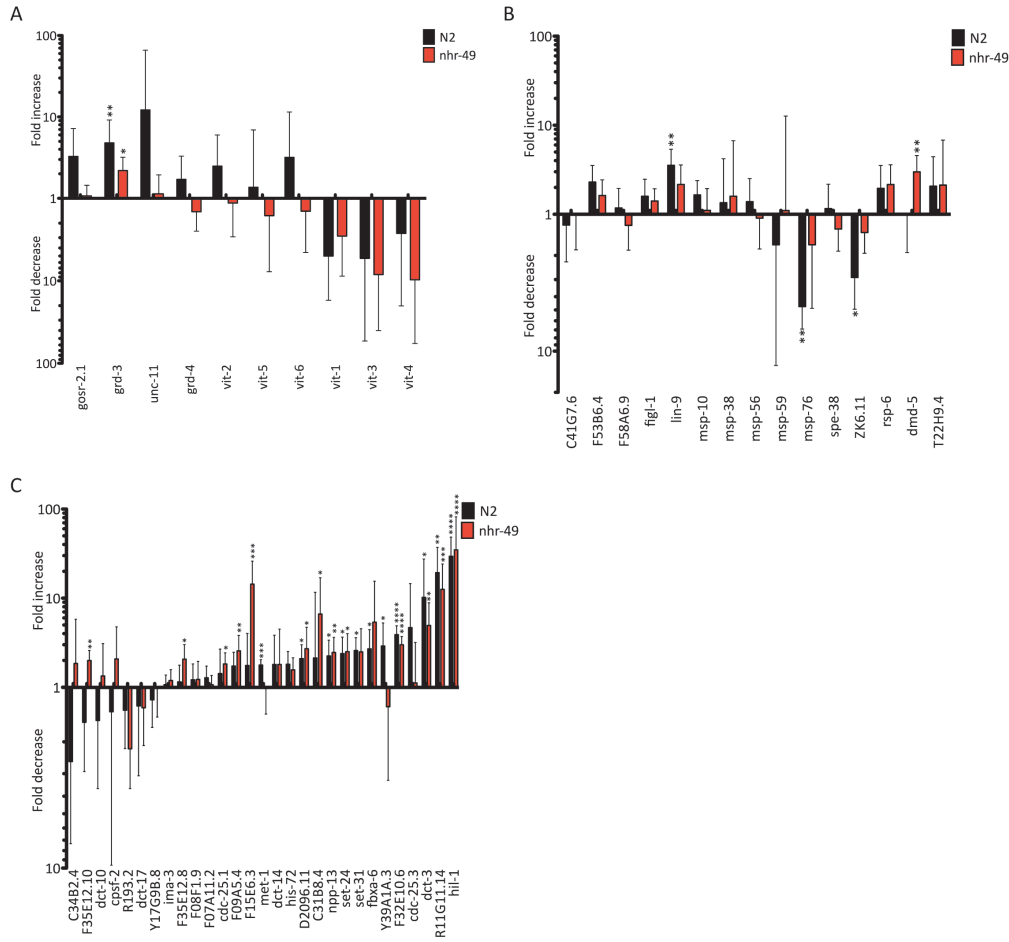 A
100
10
1
10
100
Fold increase
Fold decrease
N2
nhr-49
**
*
gosr-2.1
grd-3
unc-11
grd-4
vit-2
vit-5
vit-6
vit-1
vit-3
vit-4
B
100
10
1
10
Fold increase
Fold decrease
N2
nhr-49
**
**
**
*
C41G7.6
F53B6.4
F58A6.9
figl-1
lin-9
msp-10
msp-38
msp-56
msp-59
msp-76
spe-38
ZK6.11
rsp-6
dmd-5
T22H9.4
C
100
10
1
10
Fold increase
Fold decrease
N2
nhr-49
**
*
*
**
***
***
*
*
*
*
**
*
*
*
*
*
****
****
*
**
**
***
****
****
C34B2.4
F35E12.10
dct-10
cpsf-2
R193.2
dct-17
Y17G9B.8
ima-3
F35E12.8
F08F1.9
F07A11.2
cdc-25.1
F09A5.4
F15E6.3
met-1
dct-14
his-72
D2096.11
C31B8.4
npp-13
set-24
set-31
fbxa-6
Y39A1A.3
F32E10.6
cdc-25.3
dct-3
R11G11.14
hil-1